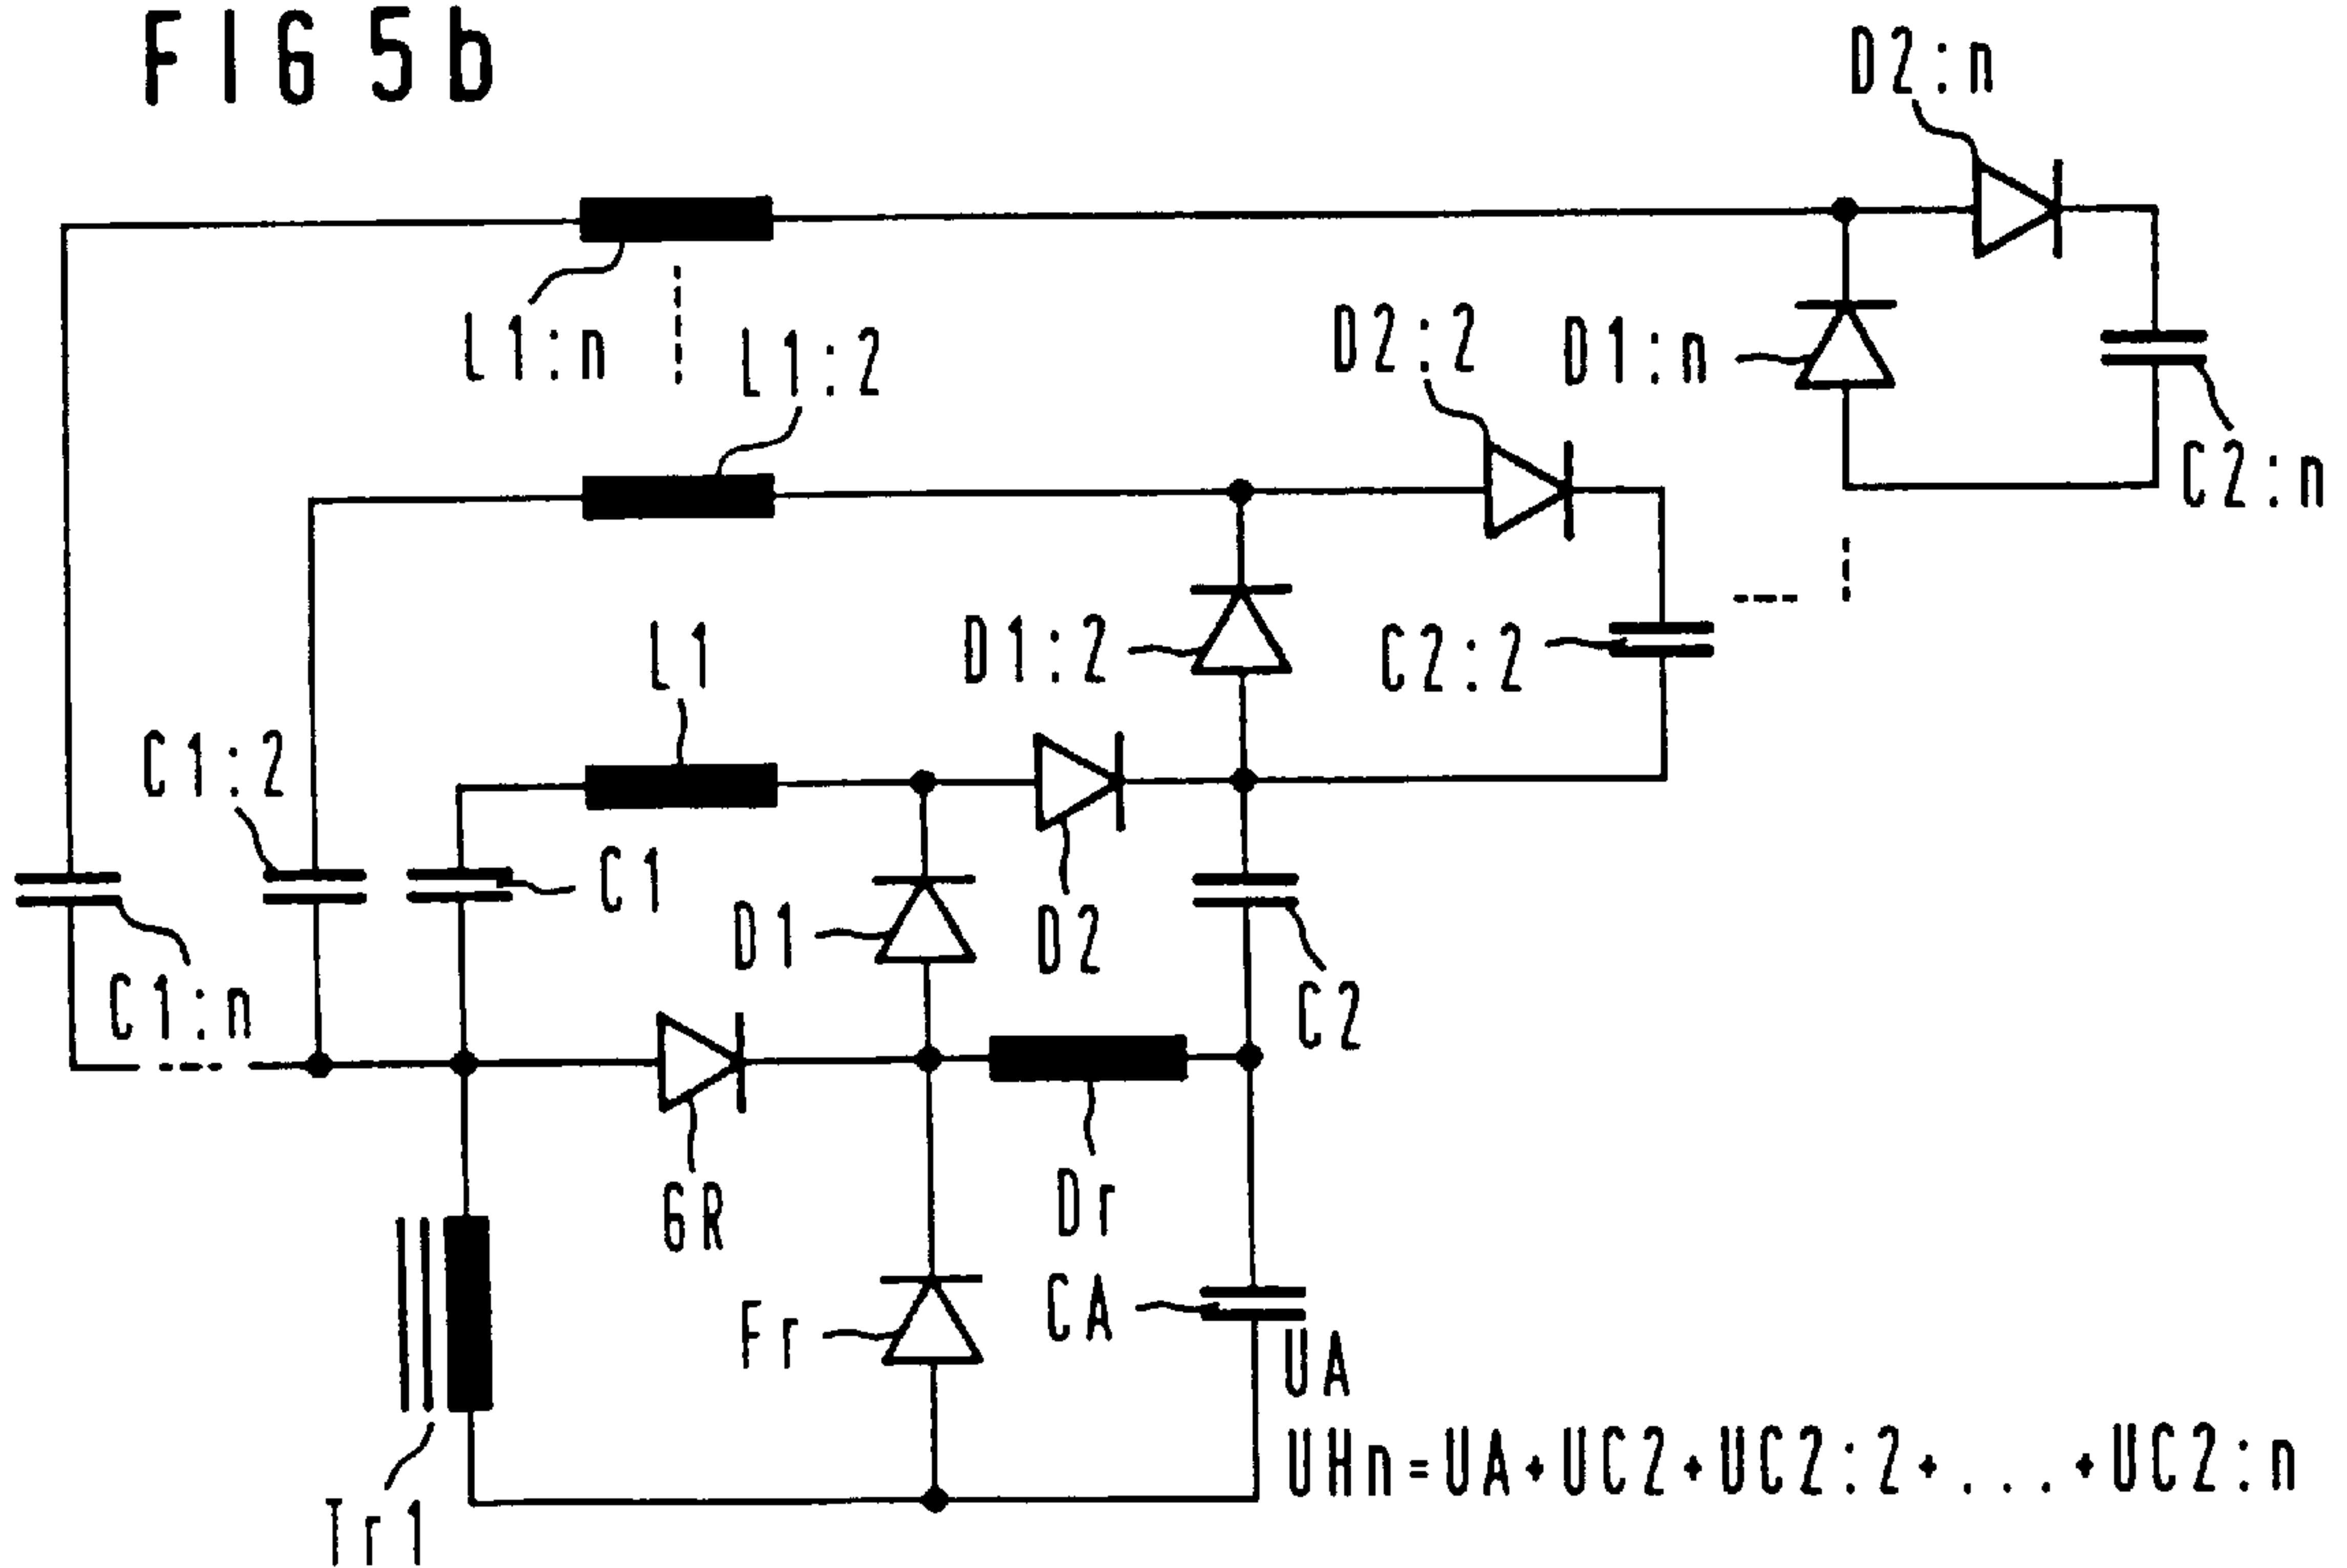 FIG 5b
D2:n
L1:n
L1:2
D2:2
D1:n
C2:n
L1
D1:2
C2:2
C1:2
C1
D1
D2
C2
C1:n
GR
Dr
Fr
CA
UA
UHn=UA+UC2+UC2:2+...+UC2:n
Tr1